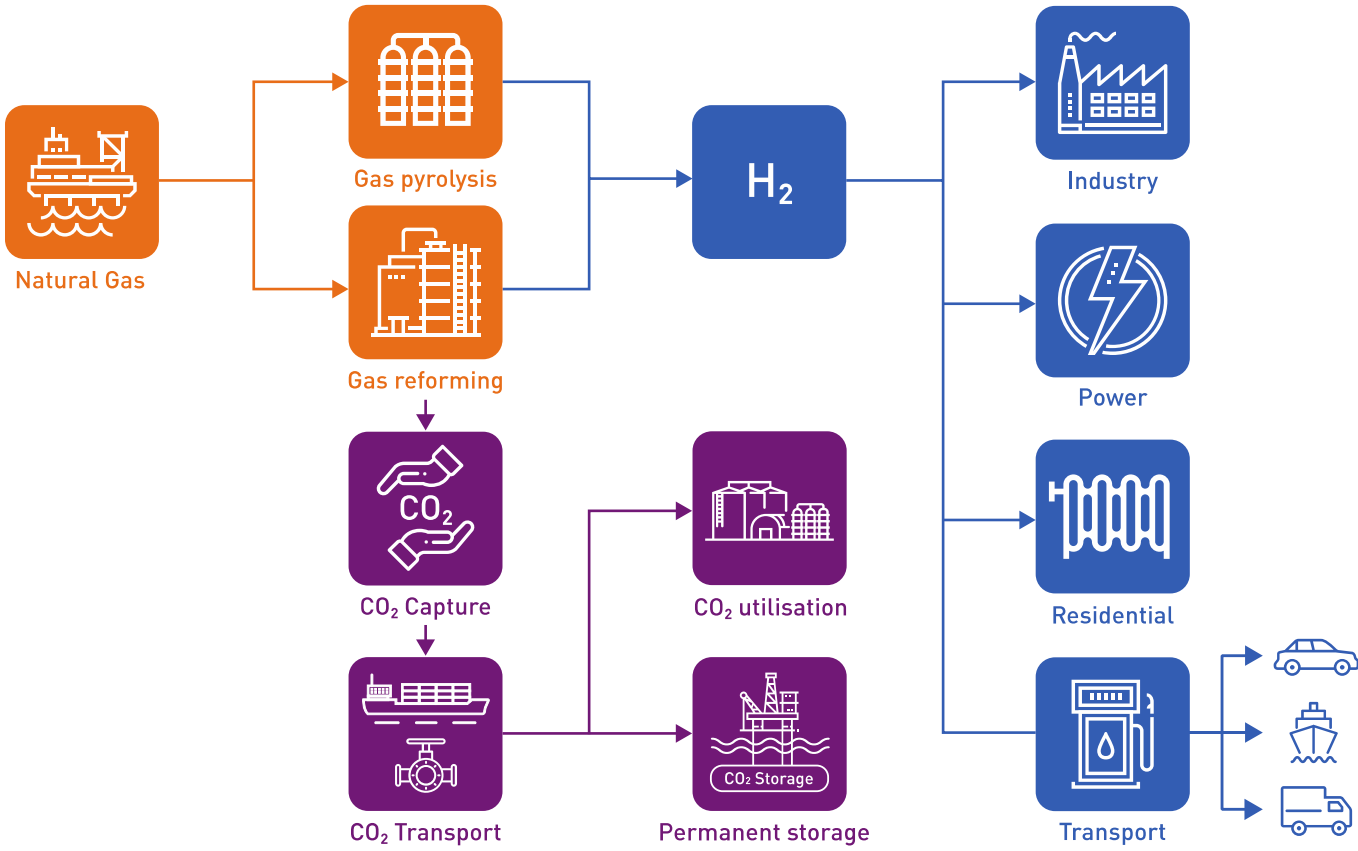 Natural Gas
Gas pyrolysis
Gas reforming
H₂
Industry
Power
Residential
Transport
CO₂
CO₂ Capture
CO₂ Transport
CO₂ utilisation
CO₂ Storage
Permanent storage